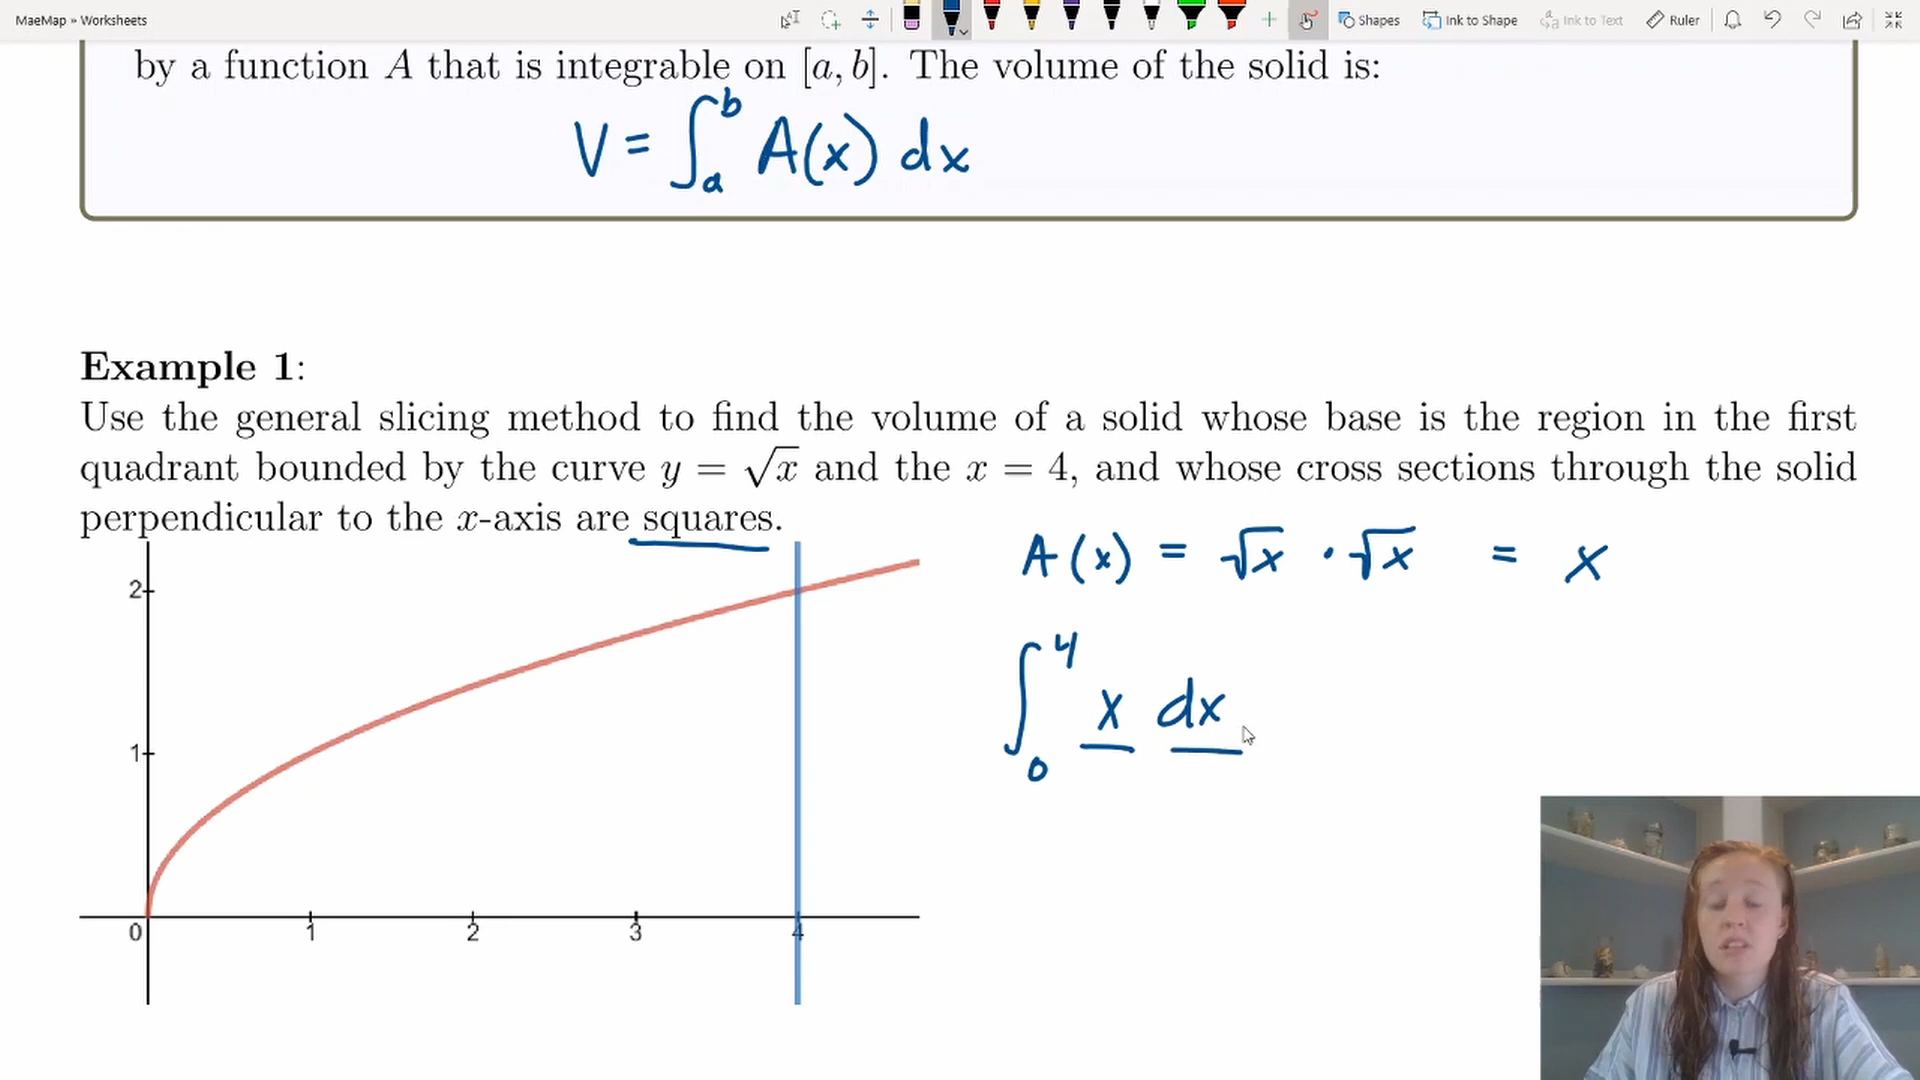 MaeMap » Worksheets
Shapes Ink to Shape Ink to Text Ruler
by a function A that is integrable on [a, b]. The volume of the solid is:
V = ∫_a^b A(x) dx
Example 1:
Use the general slicing method to find the volume of a solid whose base is the region in the first
quadrant bounded by the curve y = √x and the x = 4, and whose cross sections through the solid
perpendicular to the x-axis are squares.
A(x) = √x · √x = x
∫_0^4 x dx
2
1
0 1 2 3 4